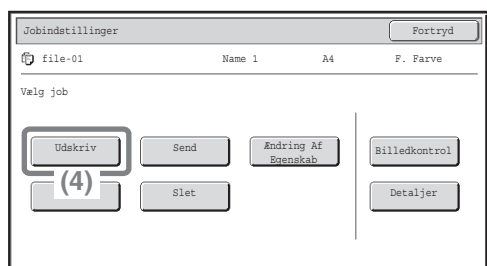 Jobindstillinger
Fortryd
file-01 Name 1 A4 F. Farve
Vælg job
Udskriv
Send
Ændring Af
Egenskab
Billedkontrol
(4)
Slet
Detaljer